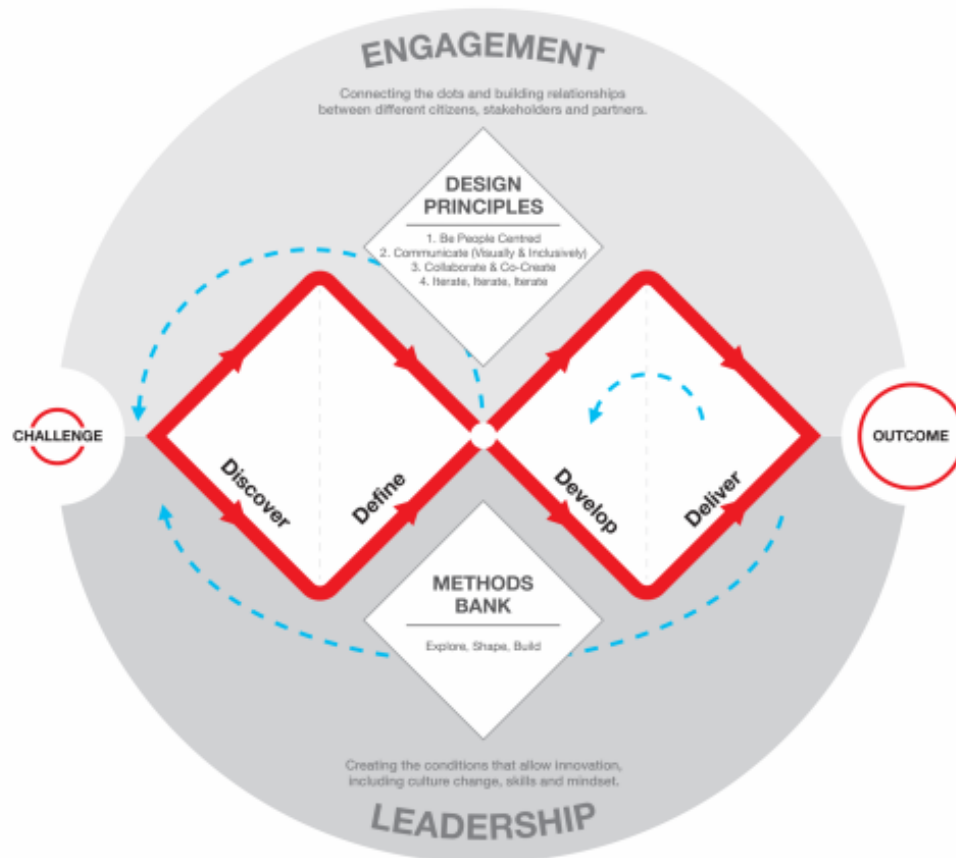 ENGAGEMENT
Connecting the dots and building relationships
between different citizens, stakeholders and partners.
DESIGN
PRINCIPLES
1. Be People Centred
2. Communicate (Visually & Inclusively)
3. Collaborate & Co-Create
4. Iterate, Iterate, Iterate
CHALLENGE
OUTCOME
Discover
Define
Develop
Deliver
METHODS
BANK
Explore, Shape, Build
Creating the conditions that allow innovation,
including culture change, skills and mindset.
LEADERSHIP